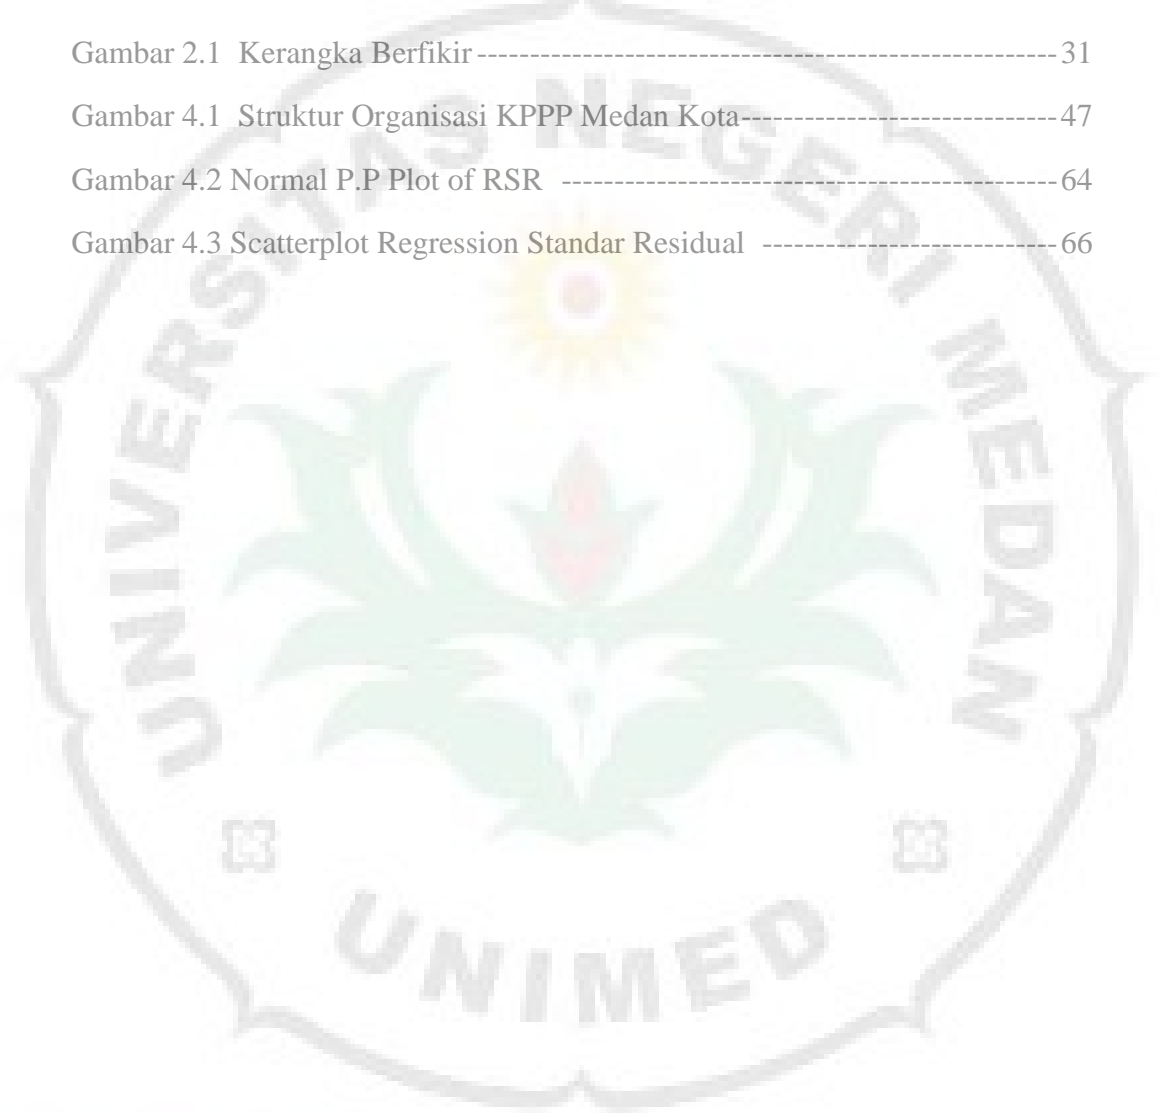 Gambar 2.1  Kerangka Berfikir------------------------------------------------------- 31
Gambar 4.1  Struktur Organisasi KPPP Medan Kota------------------------------ 47
Gambar 4.2 Normal P.P Plot of RSR  ----------------------------------------------- 64
Gambar 4.3 Scatterplot Regression Standar Residual  ---------------------------- 66
UNIVERSITAS NEGERI MEDAN
UNIMED